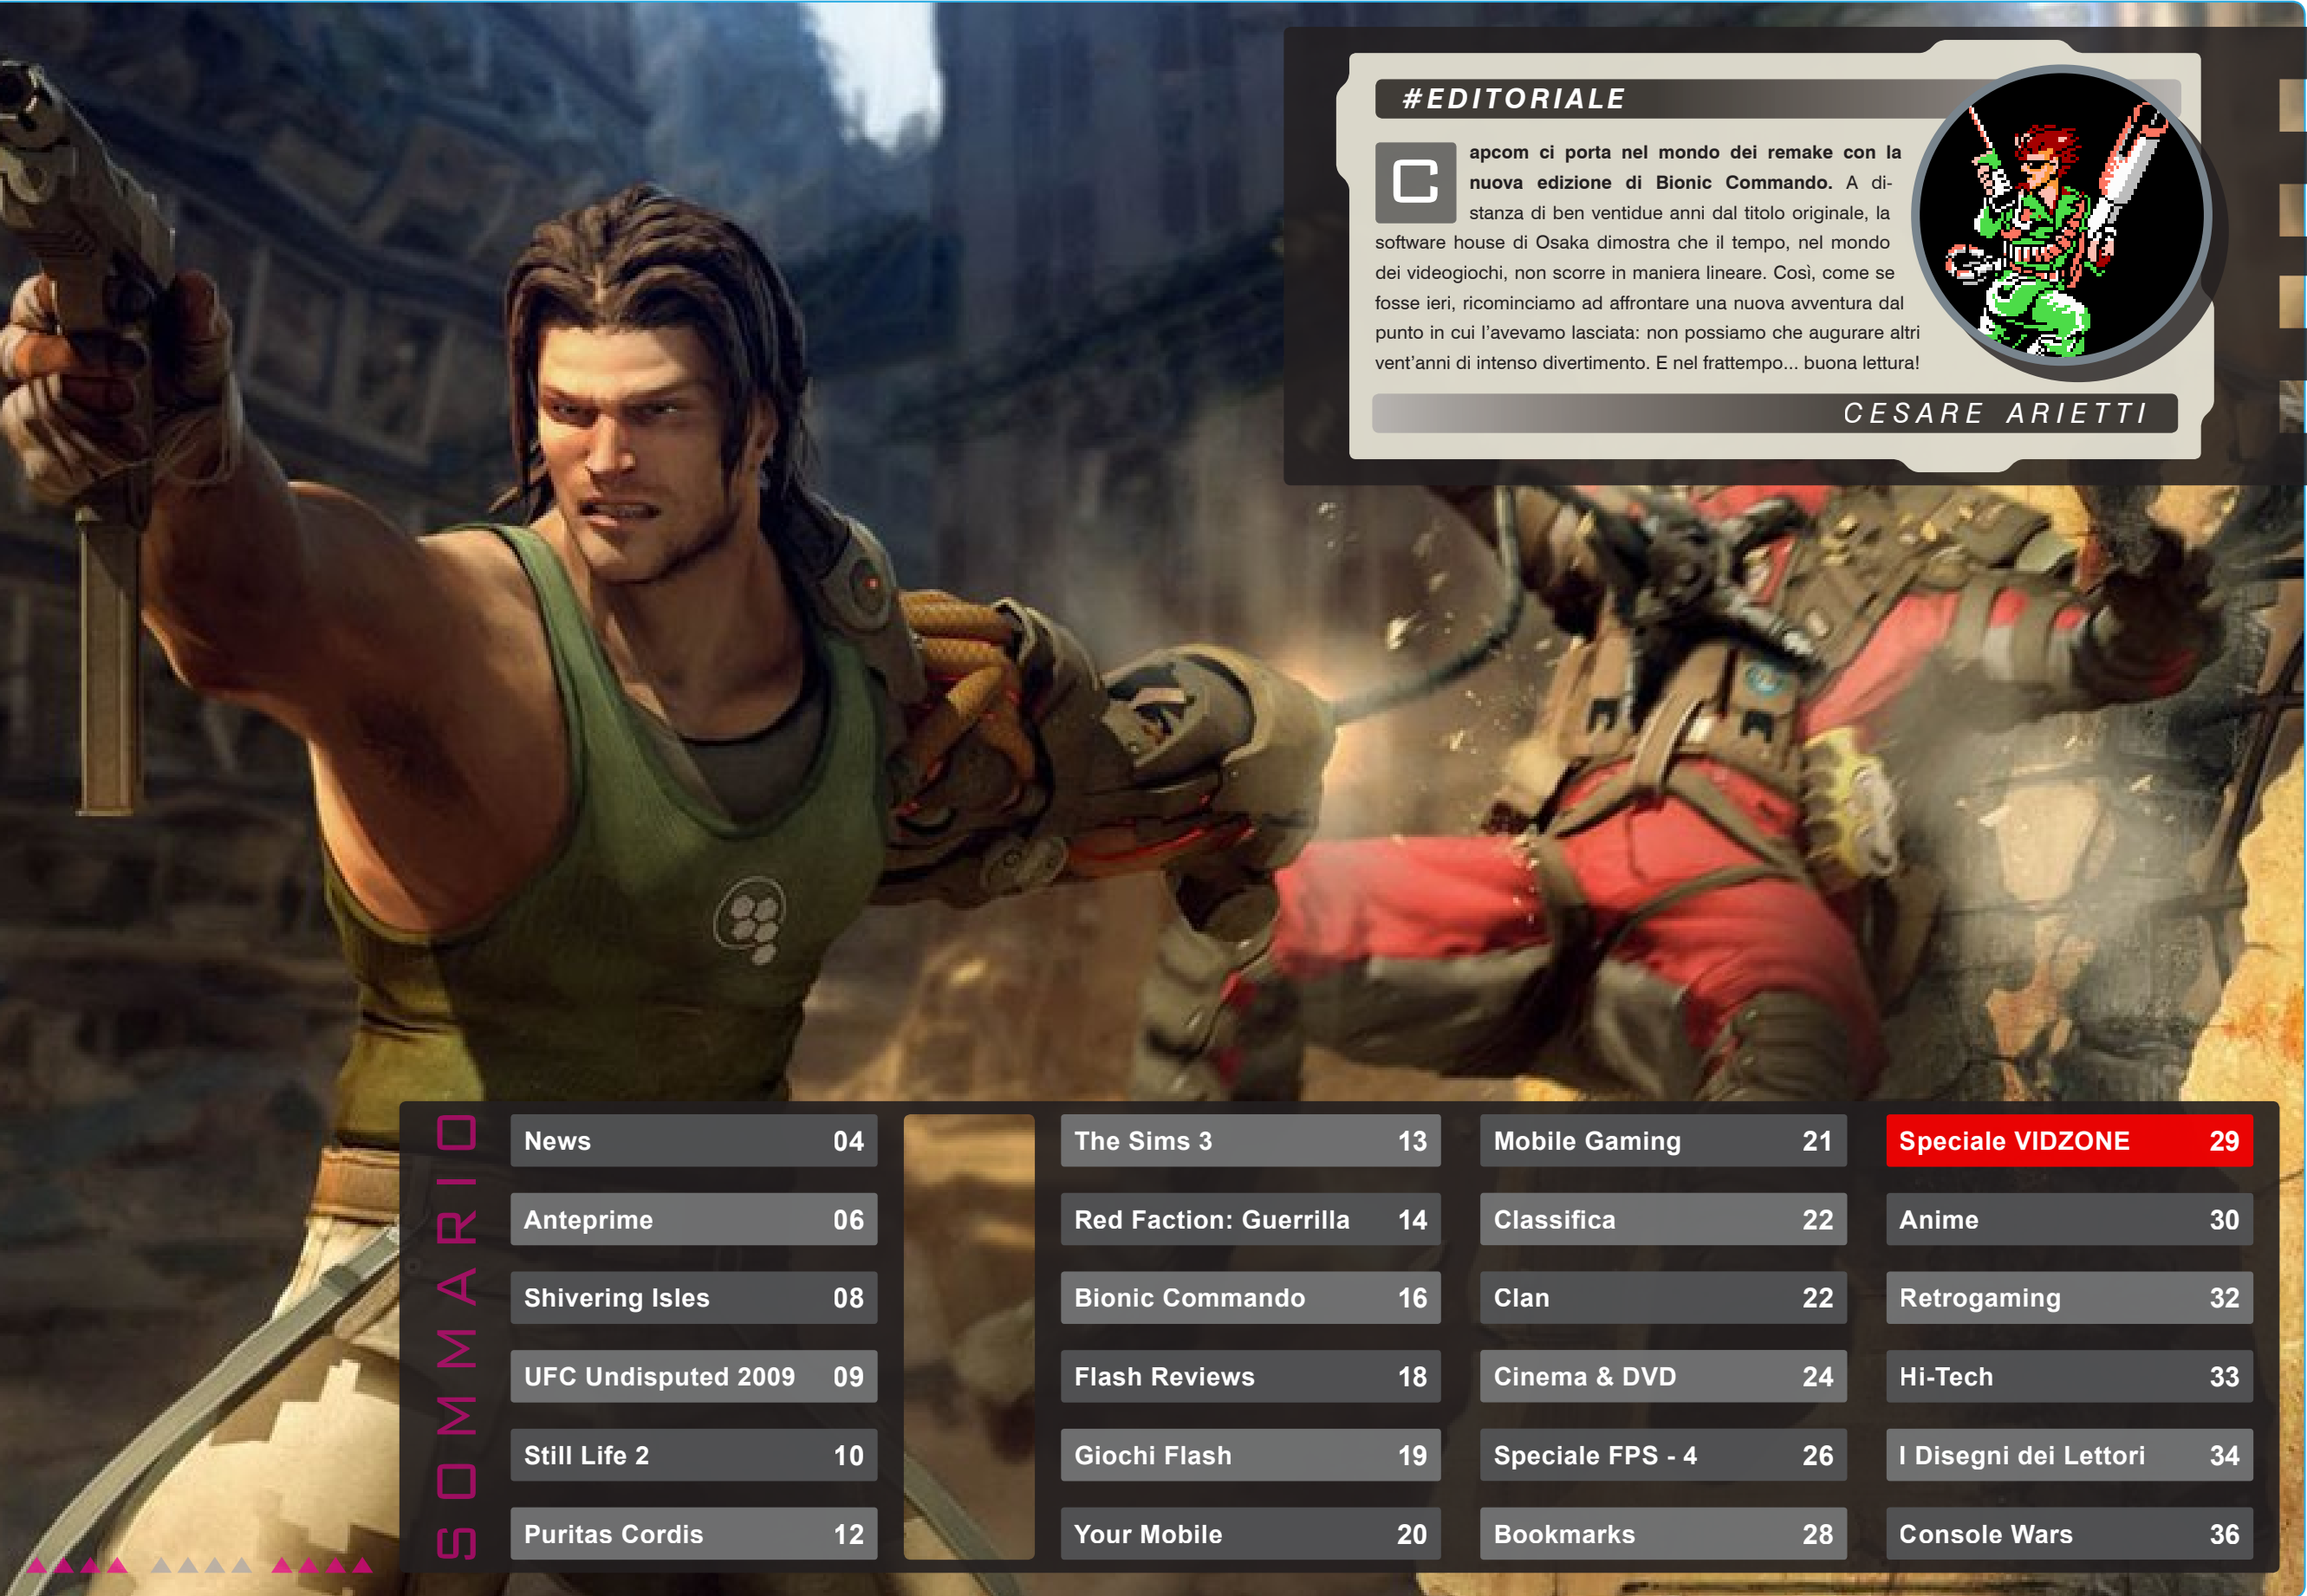 #EDITORIALE
Capcom ci porta nel mondo dei remake con la
nuova edizione di Bionic Commando. A di-
stanza di ben ventidue anni dal titolo originale, la
software house di Osaka dimostra che il tempo, nel mondo
dei videogiochi, non scorre in maniera lineare. Così, come se
fosse ieri, ricominciamo ad affrontare una nuova avventura dal
punto in cui l'avevamo lasciata: non possiamo che augurare altri
vent'anni di intenso divertimento. E nel frattempo... buona lettura!
CESARE ARIETTI
SOMMARIO
News 04
Anteprime 06
Shivering Isles 08
UFC Undisputed 2009 09
Still Life 2 10
Puritas Cordis 12
The Sims 3 13
Red Faction: Guerrilla 14
Bionic Commando 16
Flash Reviews 18
Giochi Flash 19
Your Mobile 20
Mobile Gaming 21
Classifica 22
Clan 22
Cinema & DVD 24
Speciale FPS - 4 26
Bookmarks 28
Speciale VIDZONE 29
Anime 30
Retrogaming 32
Hi-Tech 33
I Disegni dei Lettori 34
Console Wars 36